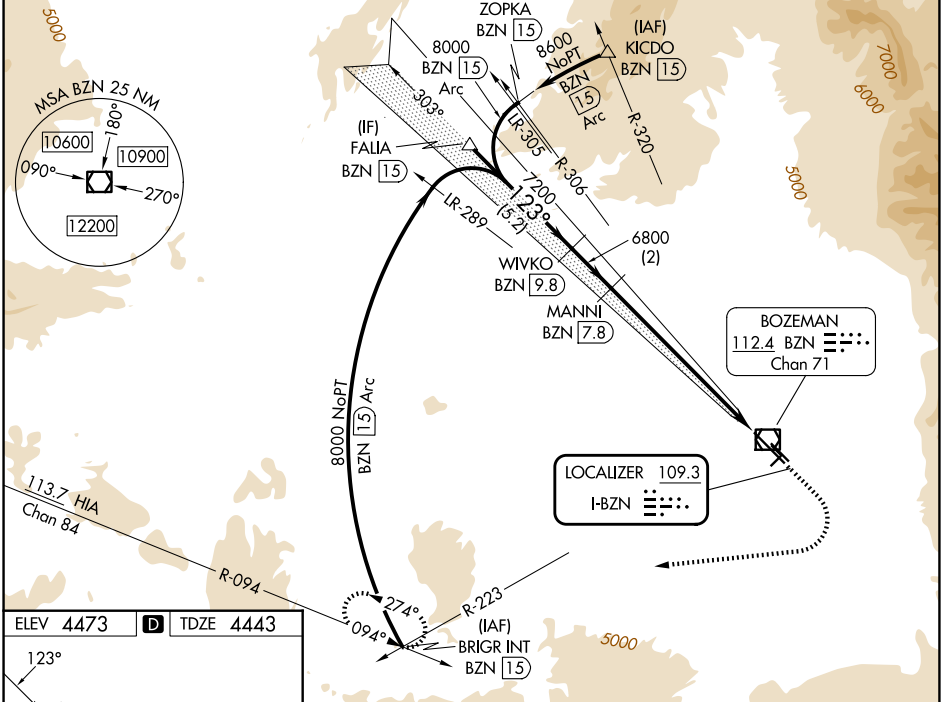 5000
MSA BZN 25 NM
180°
10600
10900
090°
270°
12200
ZOPKA
BZN 15
8000
BZN 15
Arc
8600
NoPT
BZN
15
Arc
(IAF)
KICDO
BZN 15
R-320
7000
6000
5000
303°
LR-305
R-306
(IF)
FALIA
BZN 15
LR-289
7200
123°
(5.2)
6800
(2)
WIVKO
BZN 9.8
MANNI
BZN 7.8
BOZEMAN
112.4 BZN
Chan 71
8000 NoPT
BZN 15 Arc
LOCALIZER 109.3
I-BZN
113.7 HIA
Chan 84
R-094
274°
094°
R-223
(IAF)
BRIGR INT
BZN 15
5000
ELEV 4473 D TDZE 4443
123°